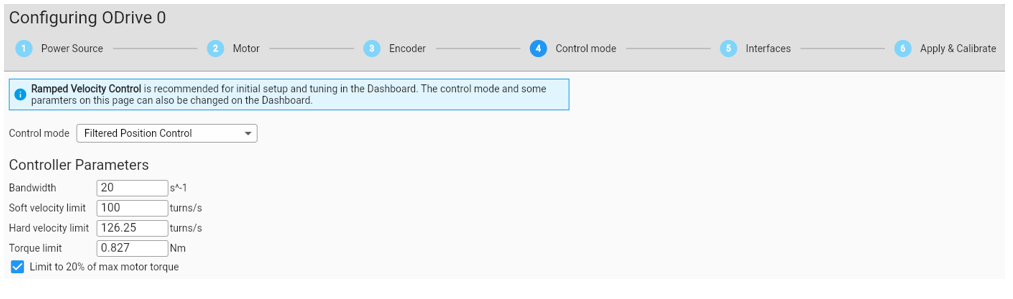 Configuring ODrive 0
1 Power Source 2 Motor 3 Encoder 4 Control mode 5 Interfaces 6 Apply & Calibrate
Ramped Velocity Control is recommended for initial setup and tuning in the Dashboard. The control mode and some
paramters on this page can also be changed on the Dashboard.
Control mode Filtered Position Control
Controller Parameters
Bandwidth 20 s^-1
Soft velocity limit 100 turns/s
Hard velocity limit 126.25 turns/s
Torque limit 0.827 Nm
Limit to 20% of max motor torque